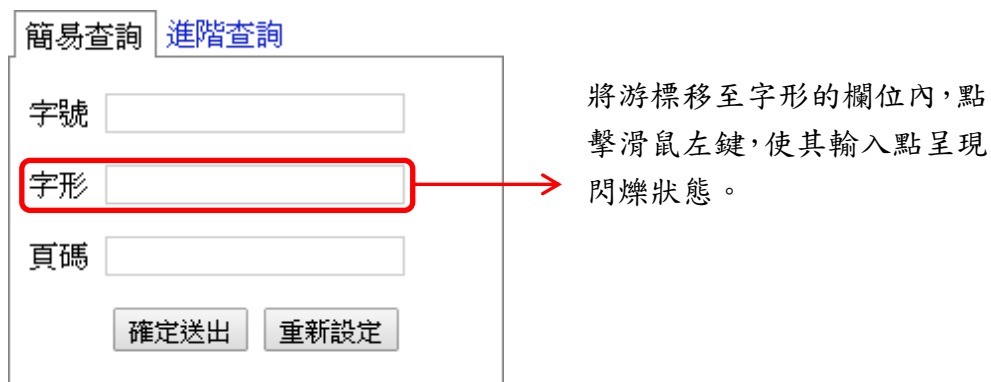 簡易查詢 進階查詢
字號
字形
頁碼
確定送出 重新設定
將游標移至字形的欄位內，點
擊滑鼠左鍵，使其輸入點呈現
閃爍狀態。